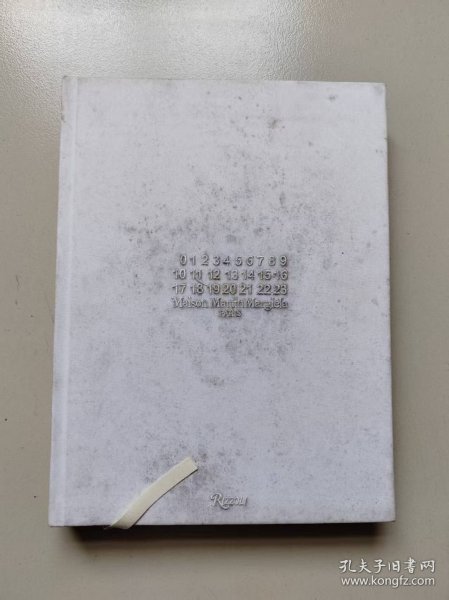 0 1 2 3 4 5 6 7 8 9
10 11 12 13 14 15 16
17 18 19 20 21 22 23
Maison Martin Margiela
PARIS
RIZZOLI
孔夫子旧书网
www.kongfz.com